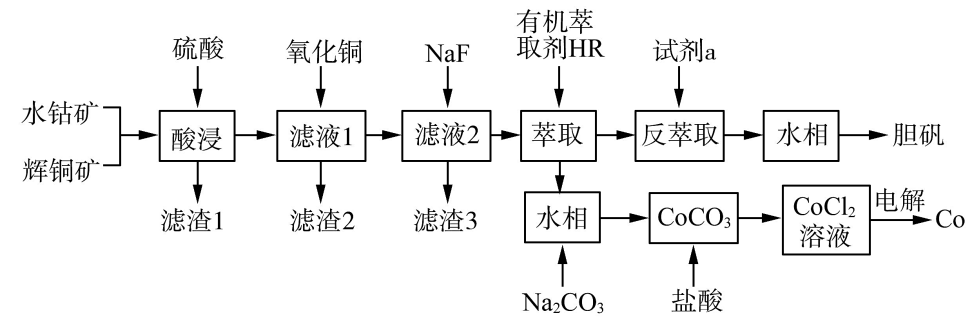 硫酸
氧化铜
NaF
有机萃
取剂HR
试剂a
水钴矿
辉铜矿
酸浸
滤液1
滤液2
萃取
反萃取
水相
胆矾
滤渣1
滤渣2
滤渣3
水相
CoCO₃
CoCl₂
溶液
电解
Co
Na₂CO₃
盐酸